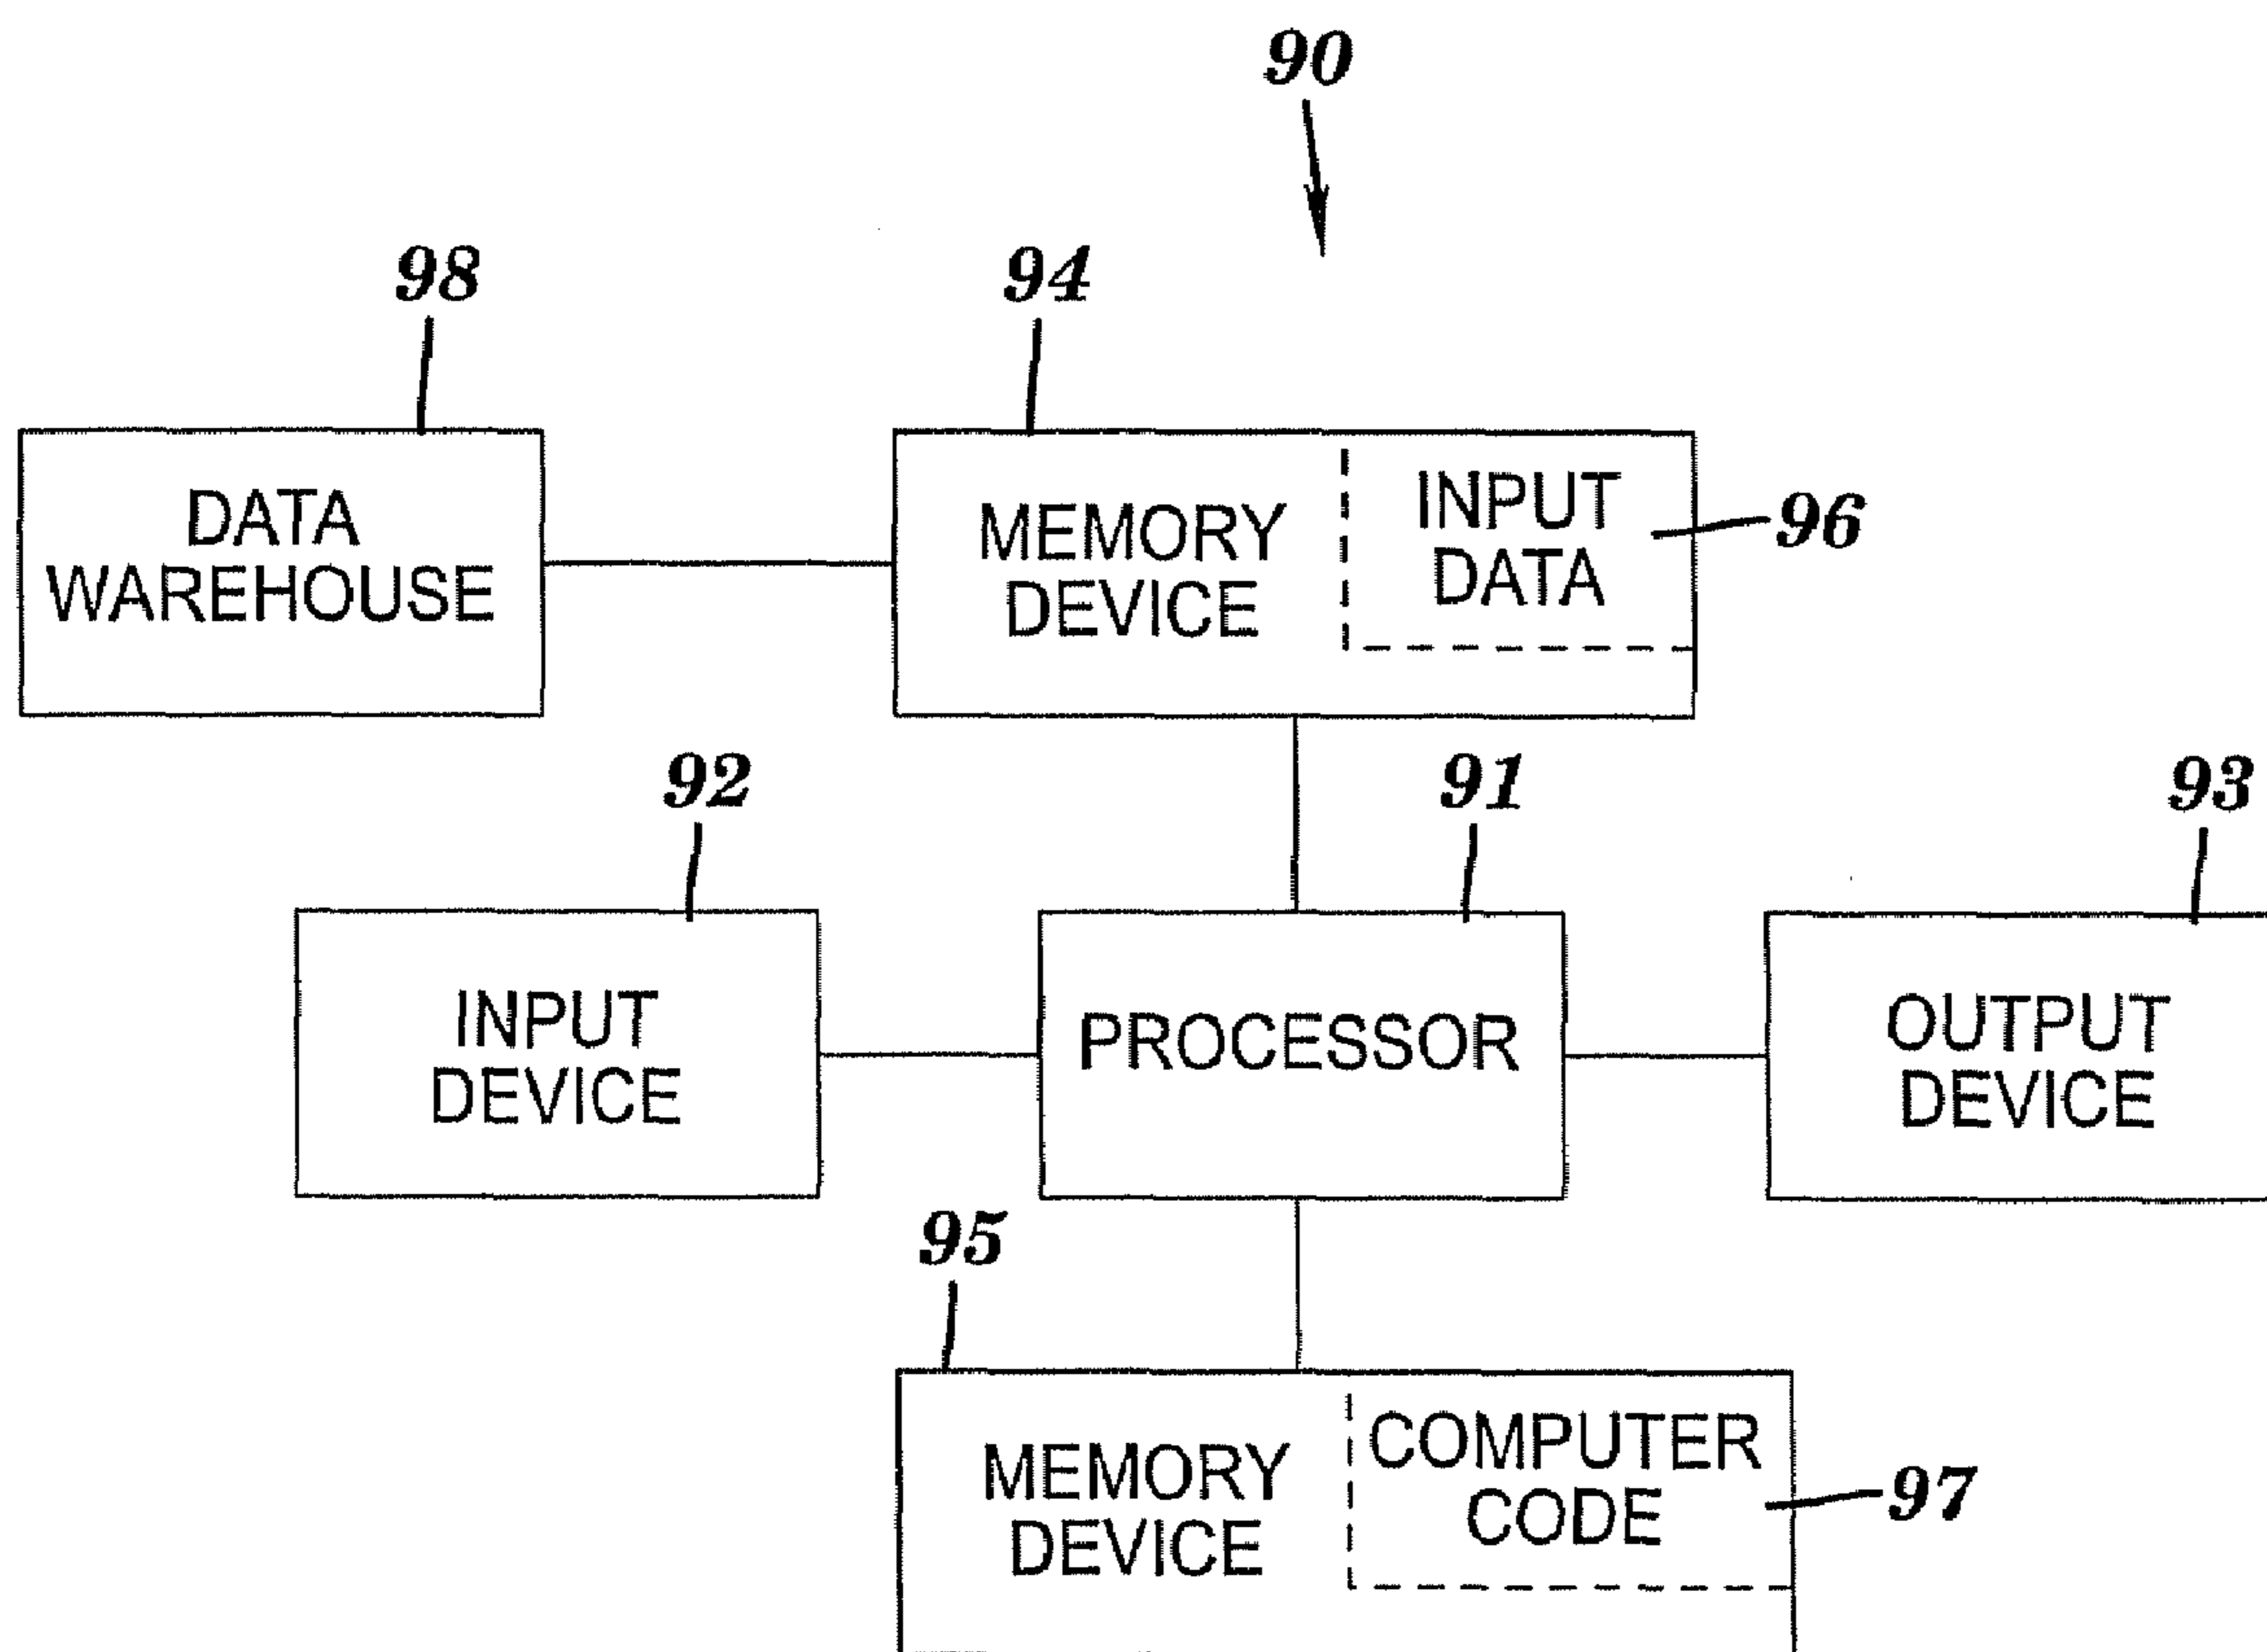 90
98
94
DATA
WAREHOUSE
MEMORY
DEVICE
INPUT
DATA
96
92
91
93
INPUT
DEVICE
PROCESSOR
OUTPUT
DEVICE
95
MEMORY
DEVICE
COMPUTER
CODE
97